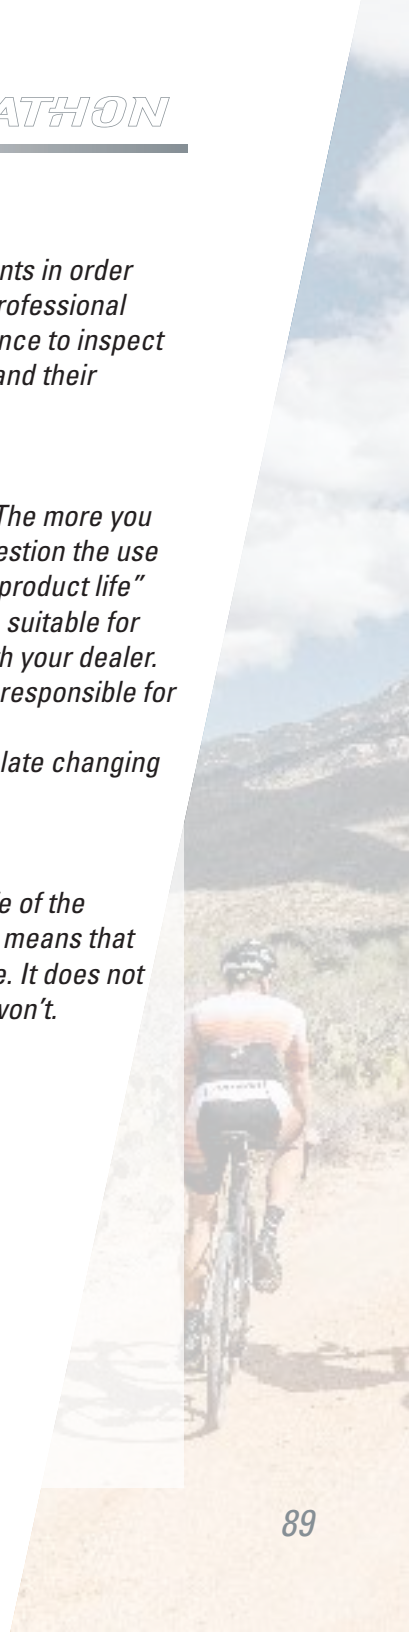 ATHON
nts in order
rofessional
nce to inspect
and their
The more you
estion the use
product life”
suitable for
h your dealer.
responsible for
late changing
e of the
means that
e. It does not
von’t.
89